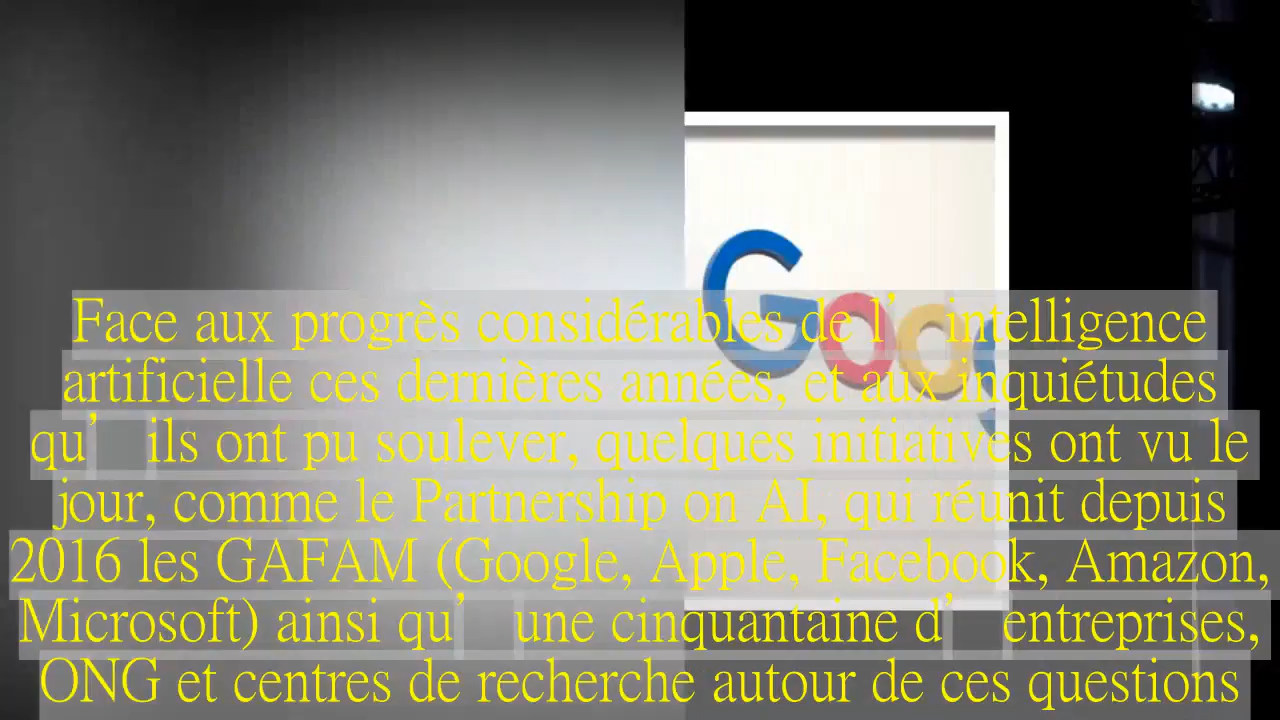 Goog
Face aux progrès considérables de l’intelligence
artificielle ces dernières années, et aux inquiétudes
qu’ils ont pu soulever, quelques initiatives ont vu le
jour, comme le Partnership on AI, qui réunit depuis
2016 les GAFAM (Google, Apple, Facebook, Amazon,
Microsoft) ainsi qu’une cinquantaine d’entreprises,
ONG et centres de recherche autour de ces questions